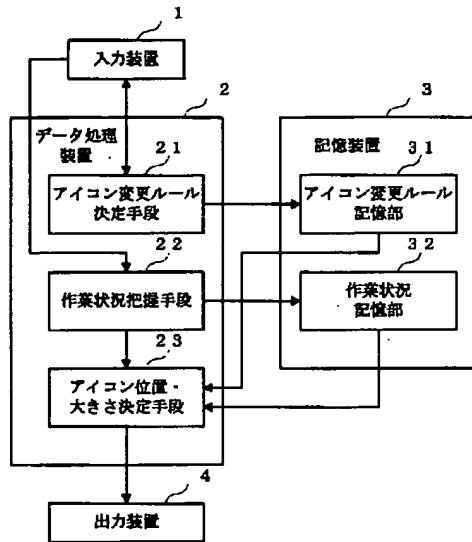 1
入力装置
2
3
データ処理
装置
21
記憶装置
31
アイコン変更ルール
決定手段
アイコン変更ルール
記憶部
22
32
作業状況把握手段
作業状況
記憶部
23
アイコン位置・
大きさ決定手段
4
出力装置